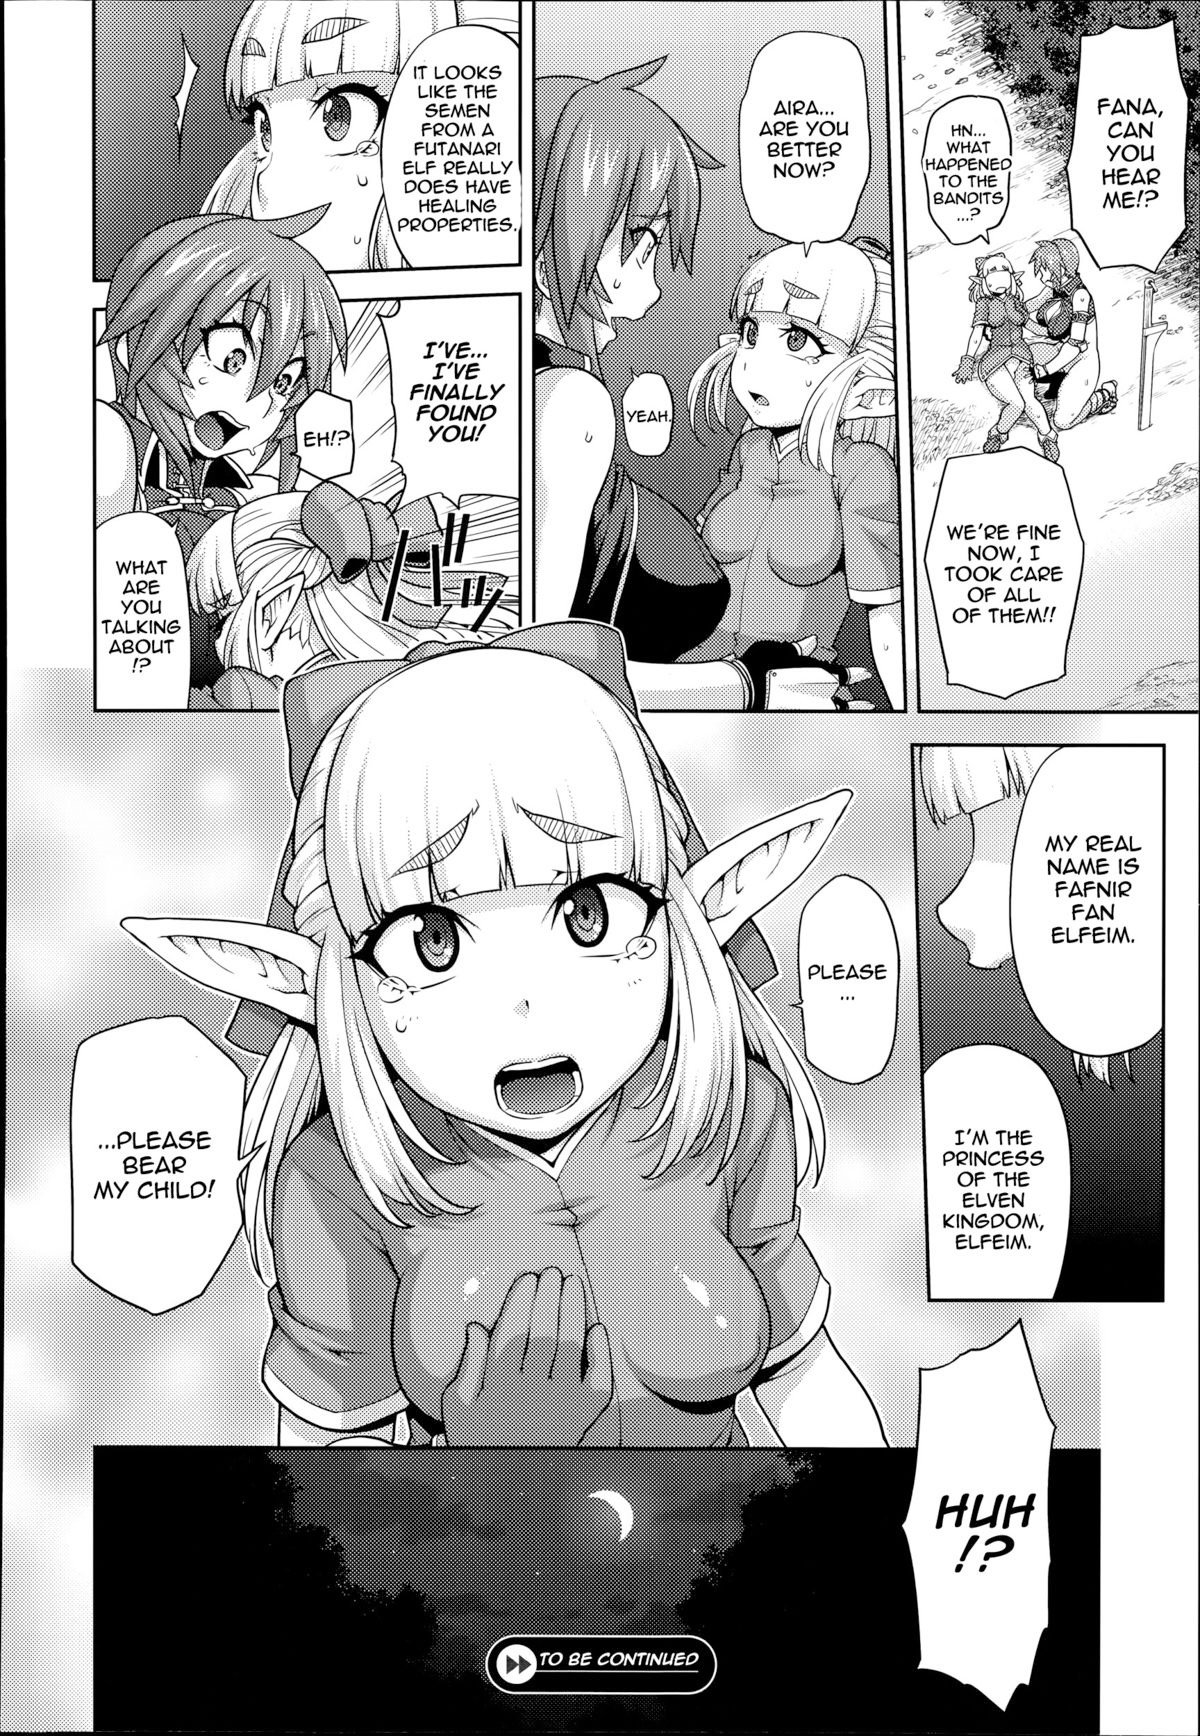 FANA,
CAN
YOU
HEAR
ME!?
HN...
WHAT
HAPPENED
TO THE
BANDITS
...?
WE'RE FINE
NOW, I
TOOK CARE
OF ALL
OF THEM!!
AIRA...
ARE YOU
BETTER
NOW?
YEAH.
IT LOOKS
LIKE THE
SEMEN
FROM A
FUTANARI
ELF REALLY
DOES HAVE
HEALING
PROPERTIES.
I'VE...
I'VE
FINALLY
FOUND
YOU!
EH!?
WHAT
ARE
YOU
TALKING
ABOUT
!?
MY REAL
NAME IS
FAFNIR
FAN
ELFEIM.
I'M THE
PRINCESS
OF THE
ELVEN
KINGDOM,
ELFEIM.
PLEASE
...
...PLEASE
BEAR
MY CHILD!
HUH
!?
TO BE CONTINUED